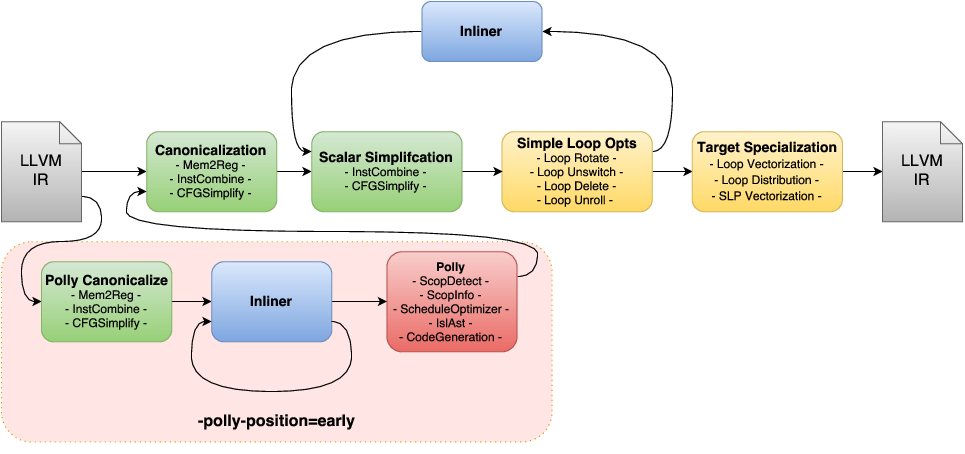 Inliner
LLVM
IR
Canonicalization
- Mem2Reg -
- InstCombine -
- CFGSimplify -
Scalar Simplifcation
- InstCombine -
- CFGSimplify -
Simple Loop Opts
- Loop Rotate -
- Loop Unswitch -
- Loop Delete -
- Loop Unroll -
Target Specialization
- Loop Vectorization -
- Loop Distribution -
- SLP Vectorization -
LLVM
IR
Polly Canonicalize
- Mem2Reg -
- InstCombine -
- CFGSimplify -
Inliner
Polly
- ScopDetect -
- ScopInfo -
- ScheduleOptimizer -
- IslAst -
- CodeGeneration -
-polly-position=early